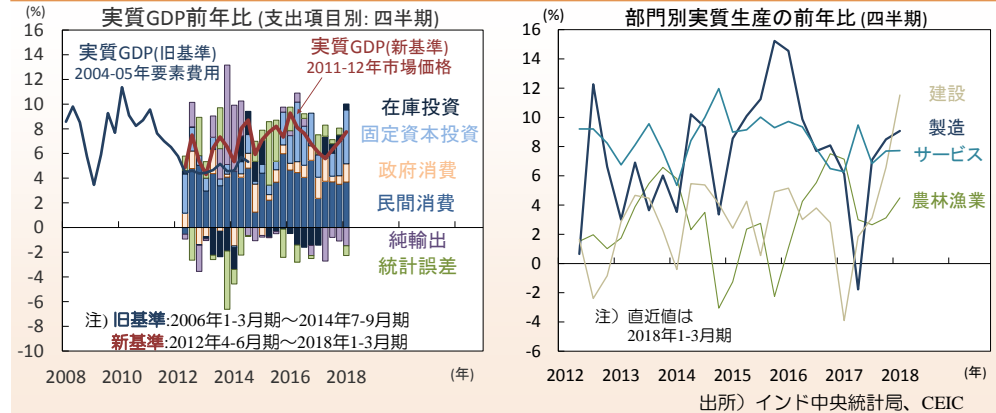 実質GDP前年比 (支出項目別: 四半期)
(%)
16
14
12
10
8
6
4
2
0
-2
-4
-6
-8
-10
実質GDP(旧基準)
2004-05年要素費用
実質GDP(新基準)
2011-12年市場価格
在庫投資
固定資本投資
政府消費
民間消費
純輸出
統計誤差
注) 旧基準:2006年1-3月期~2014年7-9月期
新基準:2012年4-6月期~2018年1-3月期
2008 2010 2012 2014 2016 2018 (年)
部門別実質生産の前年比 (四半期)
(%)
16
14
12
10
8
6
4
2
0
-2
-4
-6
建設
製造
サービス
農林漁業
注）直近値は
2018年1-3月期
2012 2013 2014 2015 2016 2017 2018 (年)
出所）インド中央統計局、CEIC